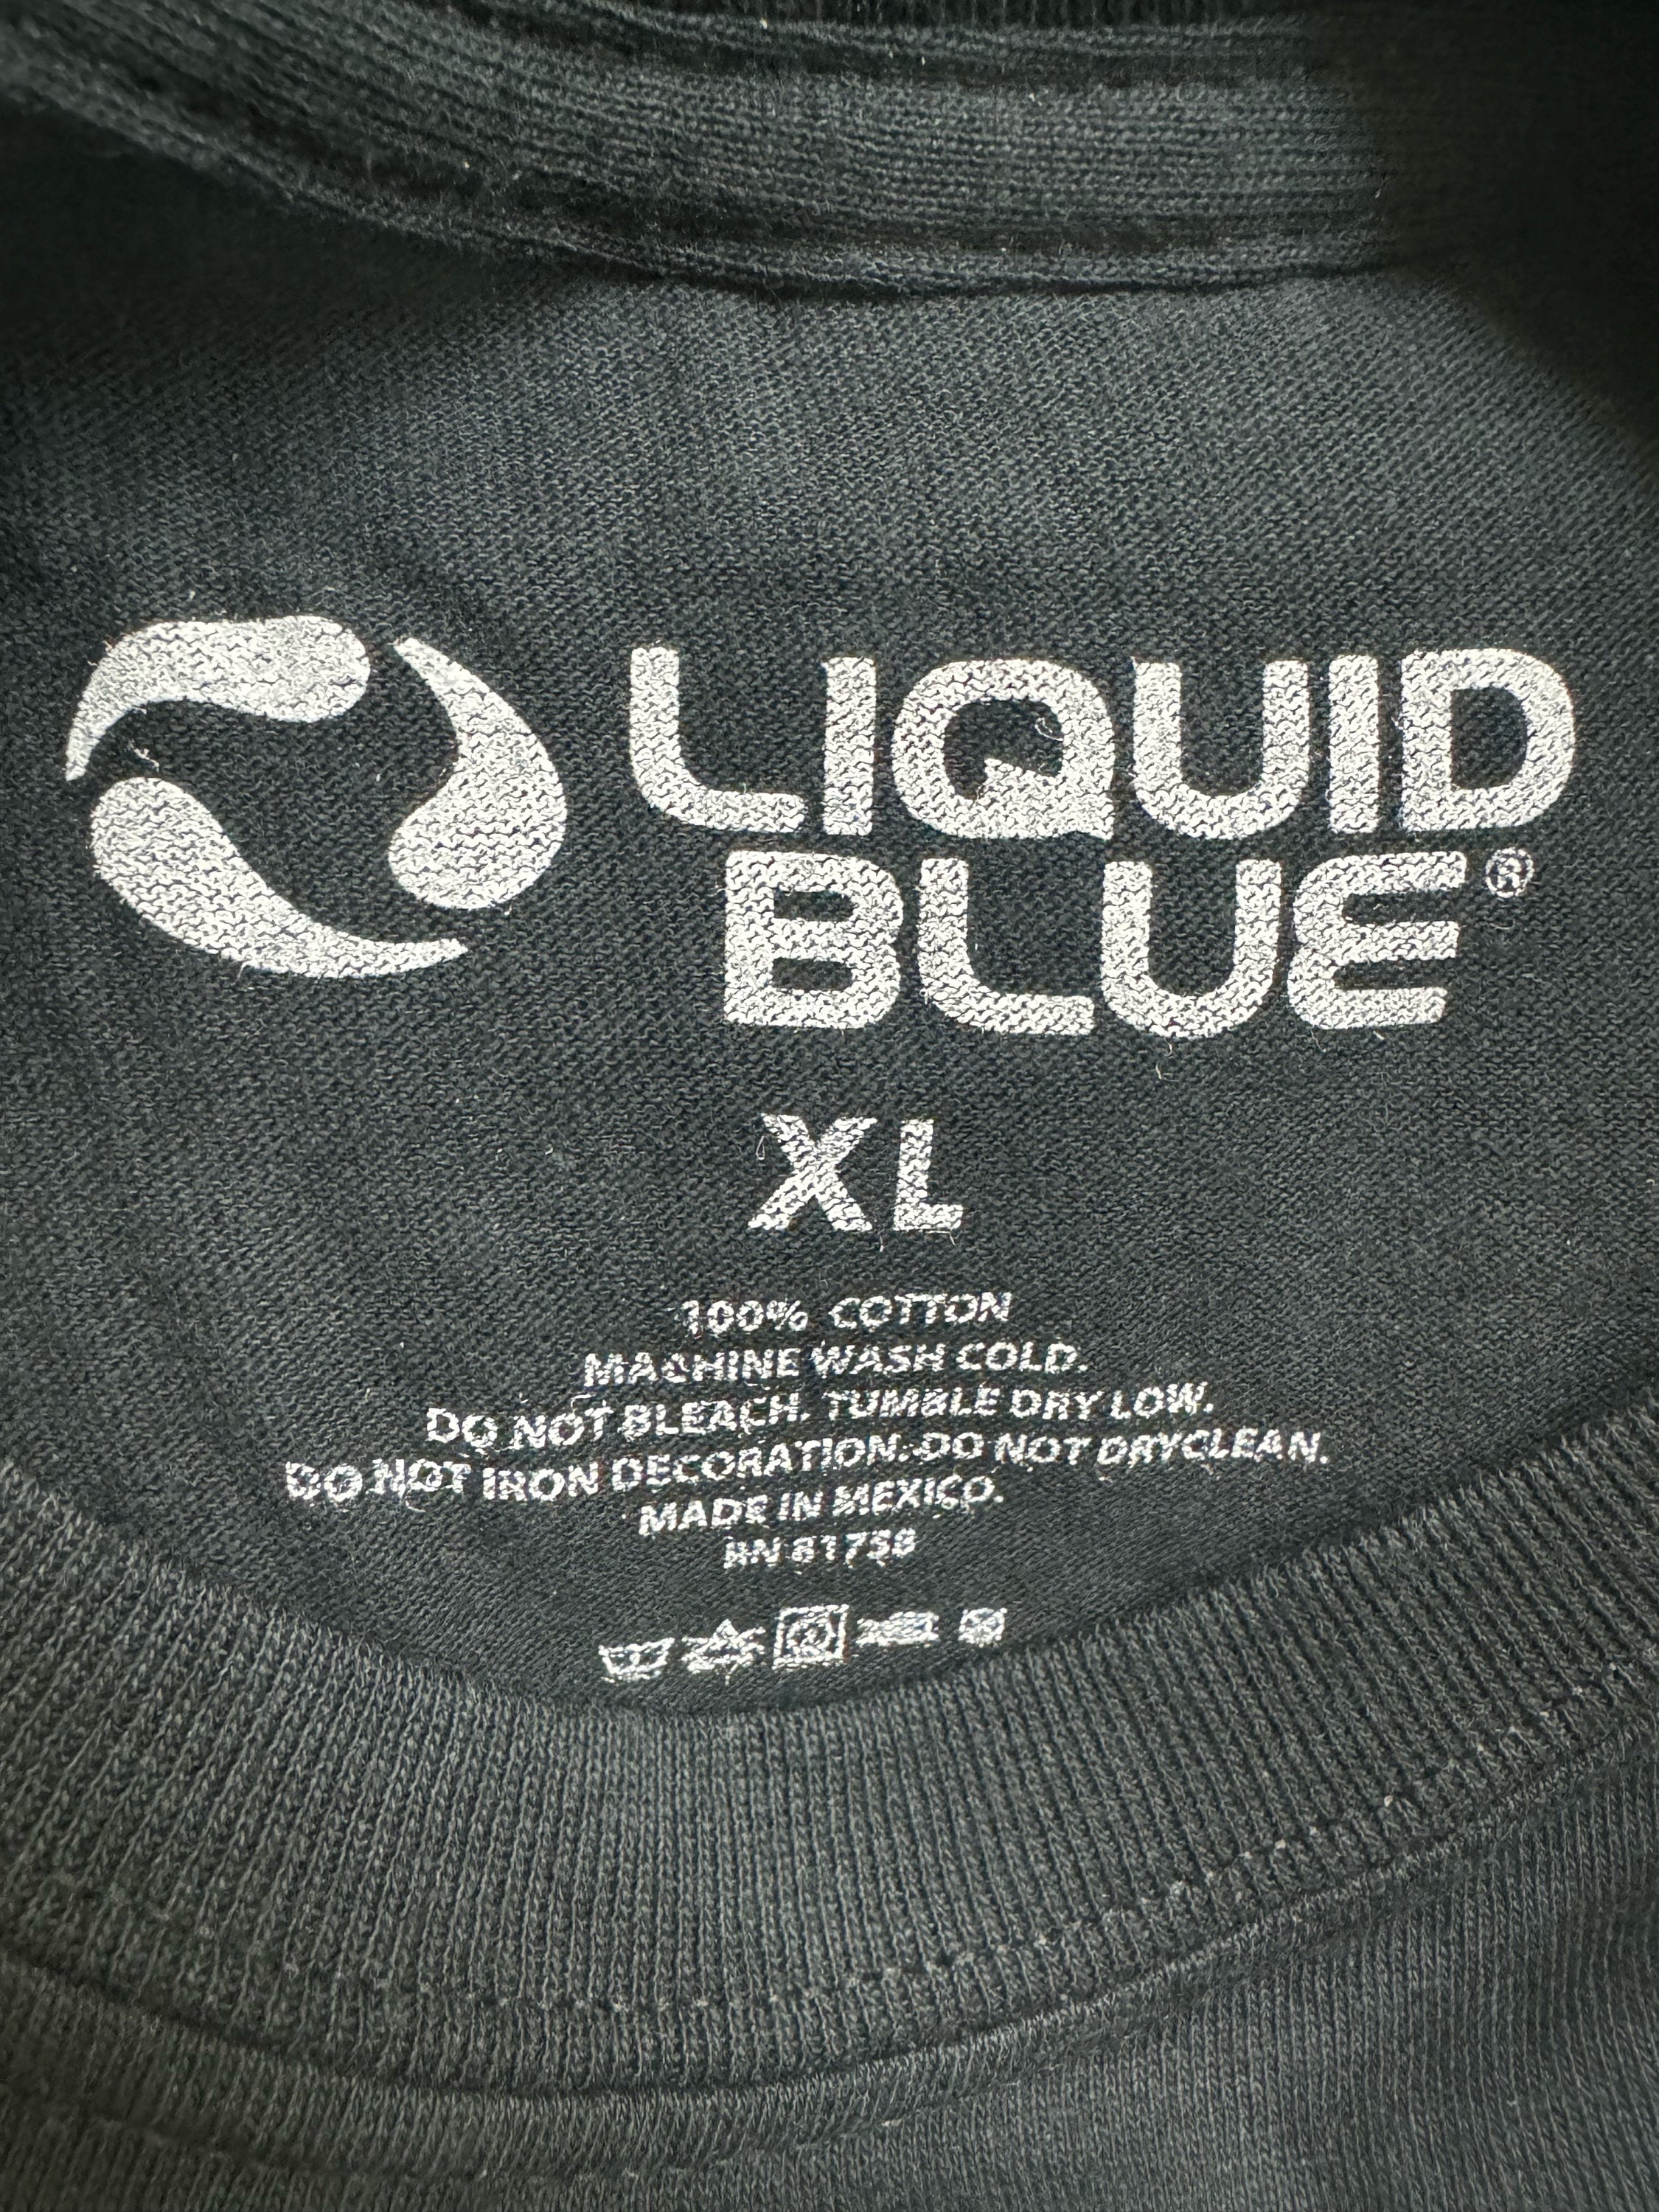 LIQUID
BLUE®
XL
100% COTTON
MACHINE WASH COLD.
DO NOT BLEACH. TUMBLE DRY LOW.
DO NOT IRON DECORATION. DO NOT DRYCLEAN.
MADE IN MEXICO.
RN 61758